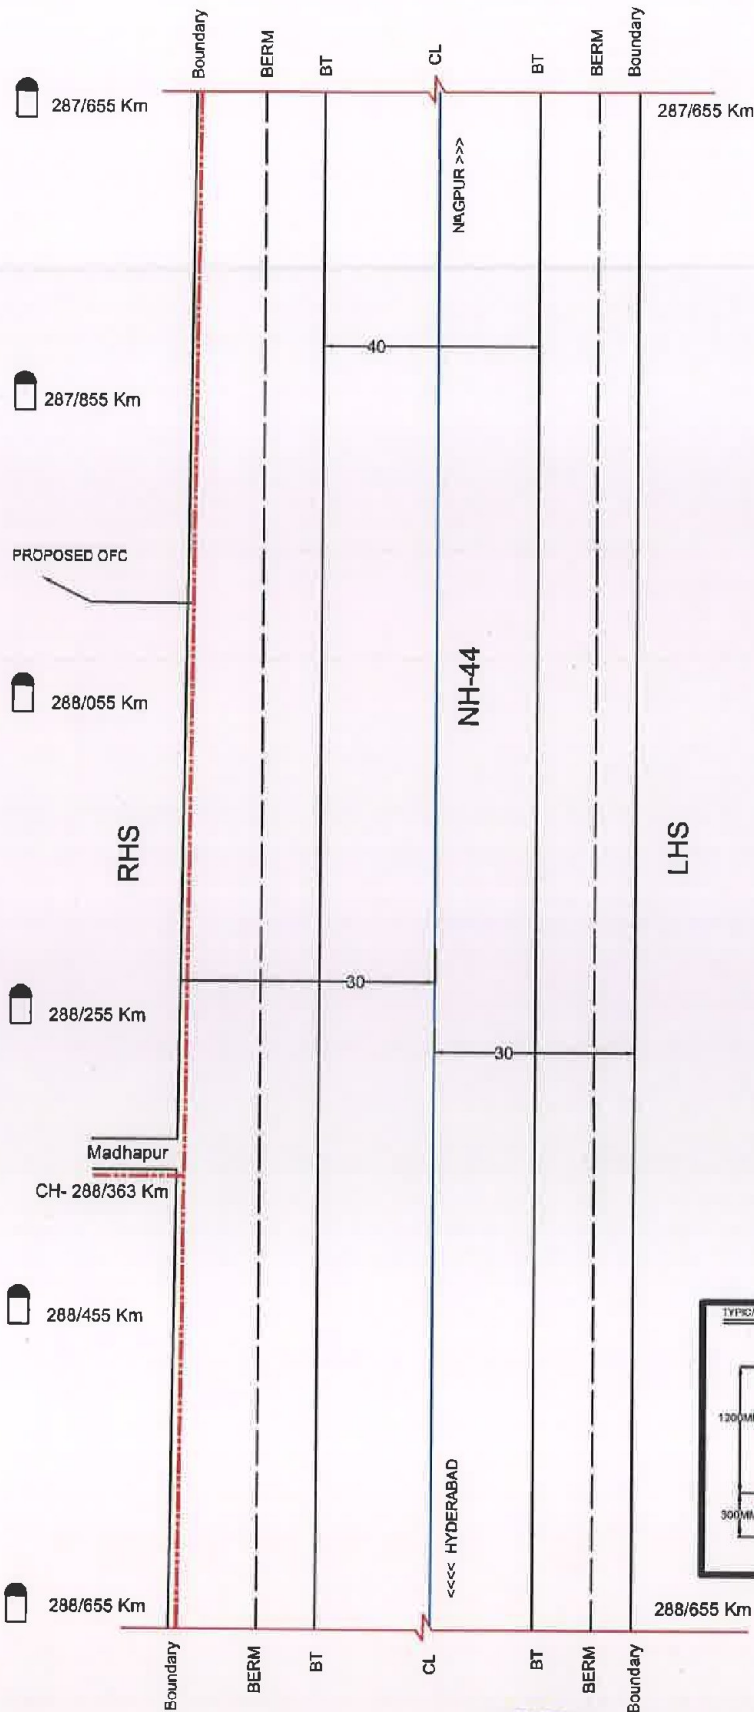 Boundary
BERM
BT
CL
BT
BERM
Boundary
287/655 Km
287/655 Km
NAGPUR >>>
40
287/855 Km
PROPOSED OFC
288/055 Km
NH-44
RHS
LHS
30
288/255 Km
30
Madhapur
CH- 288/363 Km
288/455 Km
<<<< HYDERABAD
288/655 Km
288/655 Km
Boundary
BERM
BT
CL
BT
BERM
Boundary